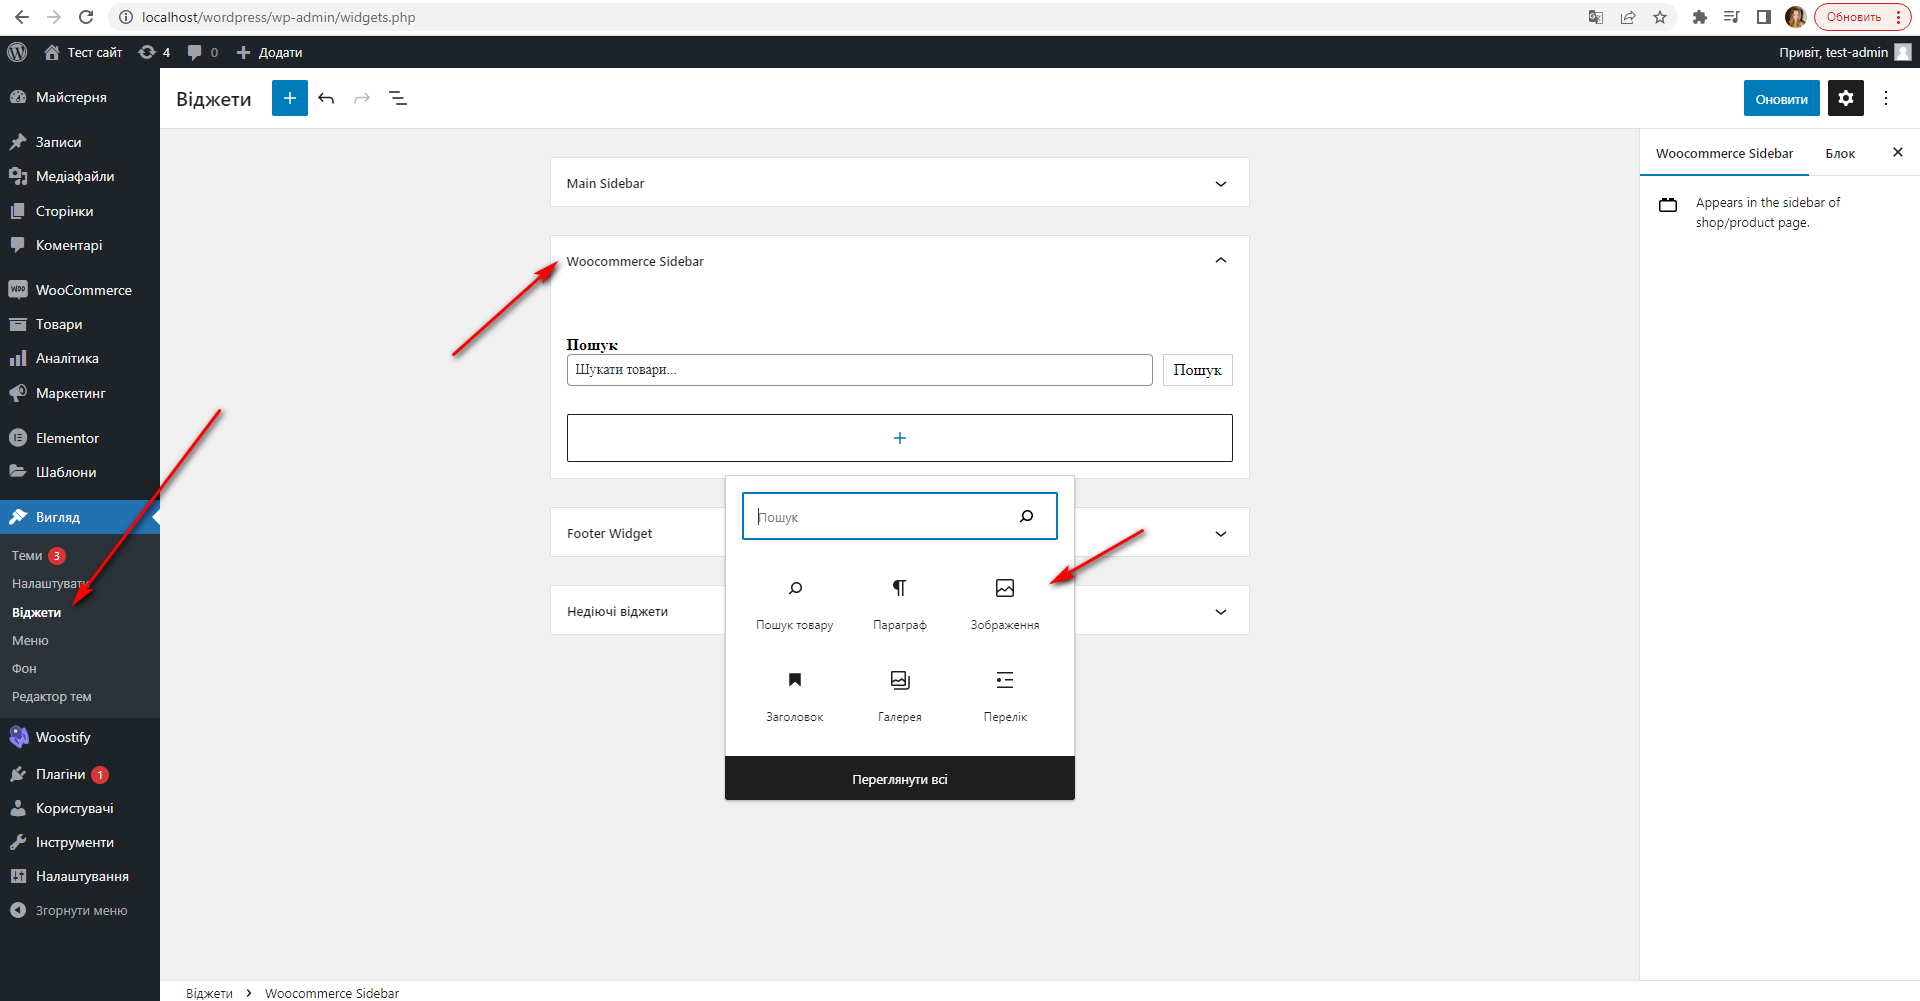 localhost/wordpress/wp-admin/widgets.php
Обновить
Тест сайт
4
0
Додати
Привіт, test-admin
Майстерня
Записи
Медіафайли
Сторінки
Коментарі
WooCommerce
Товари
Аналітика
Маркетинг
Elementor
Шаблони
Вигляд
Теми 3
Налаштувати
Віджети
Меню
Фон
Редактор тем
Woostify
Плагіни 1
Користувачі
Інструменти
Налаштування
Згорнути меню
Віджети
Оновити
Main Sidebar
Woocommerce Sidebar
Пошук
Шукати товари...
Пошук
Footer Widget
Недіючі віджети
Пошук
Пошук товару
Параграф
Зображення
Заголовок
Галерея
Перелік
Переглянути всі
Woocommerce Sidebar
Блок
Appears in the sidebar of
shop/product page.
Віджети
Woocommerce Sidebar